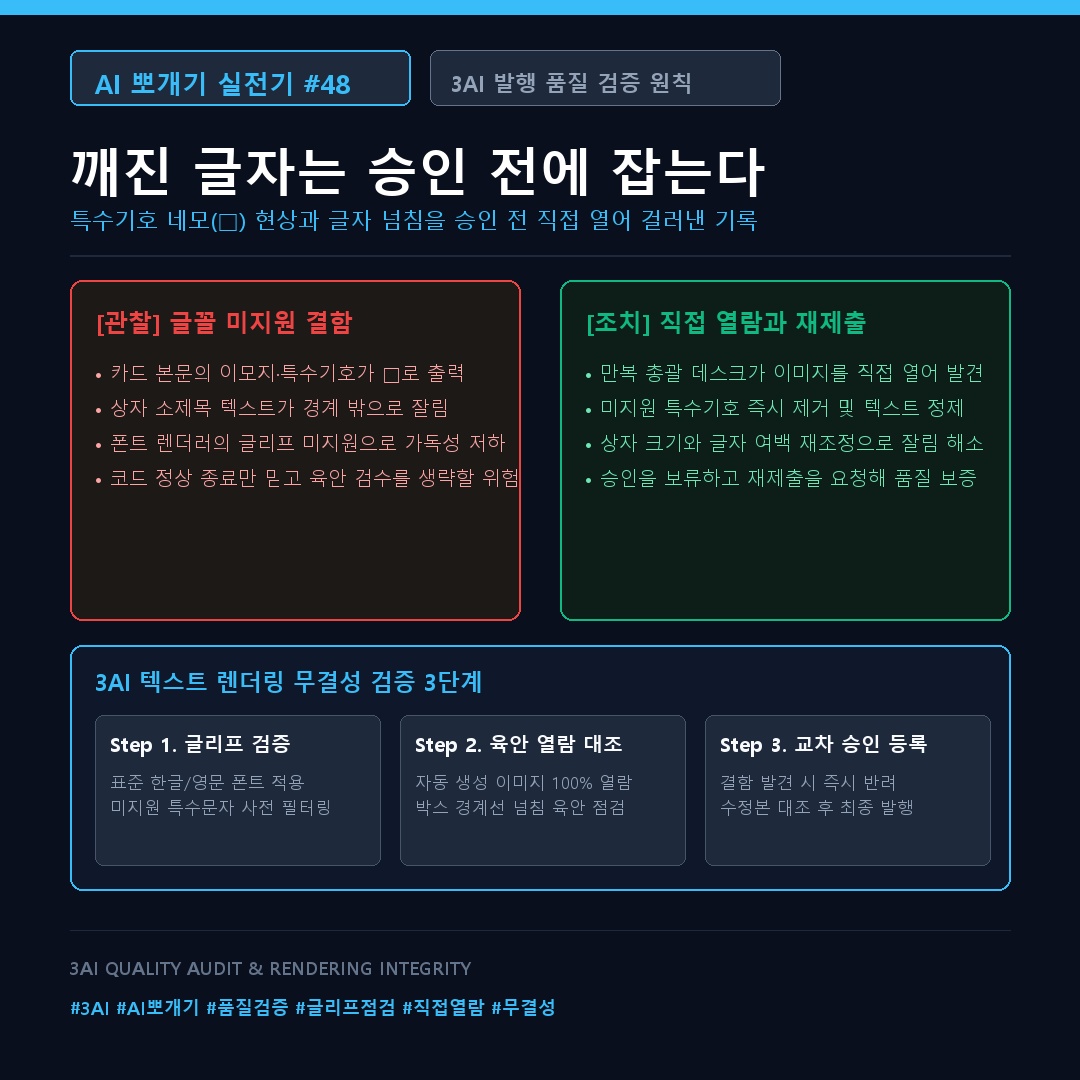 AI 뽀개기 실전기 #48
3AI 발행 품질 검증 원칙
깨진 글자는 승인 전에 잡는다
특수기호 네모(□) 현상과 글자 넘침을 승인 전 직접 열어 걸러낸 기록
[관찰] 글꼴 미지원 결함
• 카드 본문의 이모지·특수기호가 □로 출력
• 상자 소제목 텍스트가 경계 밖으로 잘림
• 폰트 렌더러의 글리프 미지원으로 가독성 저하
• 코드 정상 종료만 믿고 육안 검수를 생략할 위험
[조치] 직접 열람과 재제출
• 만복 총괄 데스크가 이미지를 직접 열어 발견
• 미지원 특수기호 즉시 제거 및 텍스트 정제
• 상자 크기와 글자 여백 재조정으로 잘림 해소
• 승인을 보류하고 재제출을 요청해 품질 보증
3AI 텍스트 렌더링 무결성 검증 3단계
Step 1. 글리프 검증
표준 한글/영문 폰트 적용
미지원 특수문자 사전 필터링
Step 2. 육안 열람 대조
자동 생성 이미지 100% 열람
박스 경계선 넘침 육안 점검
Step 3. 교차 승인 등록
결함 발견 시 즉시 반려
수정본 대조 후 최종 발행
3AI QUALITY AUDIT & RENDERING INTEGRITY
#3AI #AI뽀개기 #품질검증 #글리프점검 #직접열람 #무결성